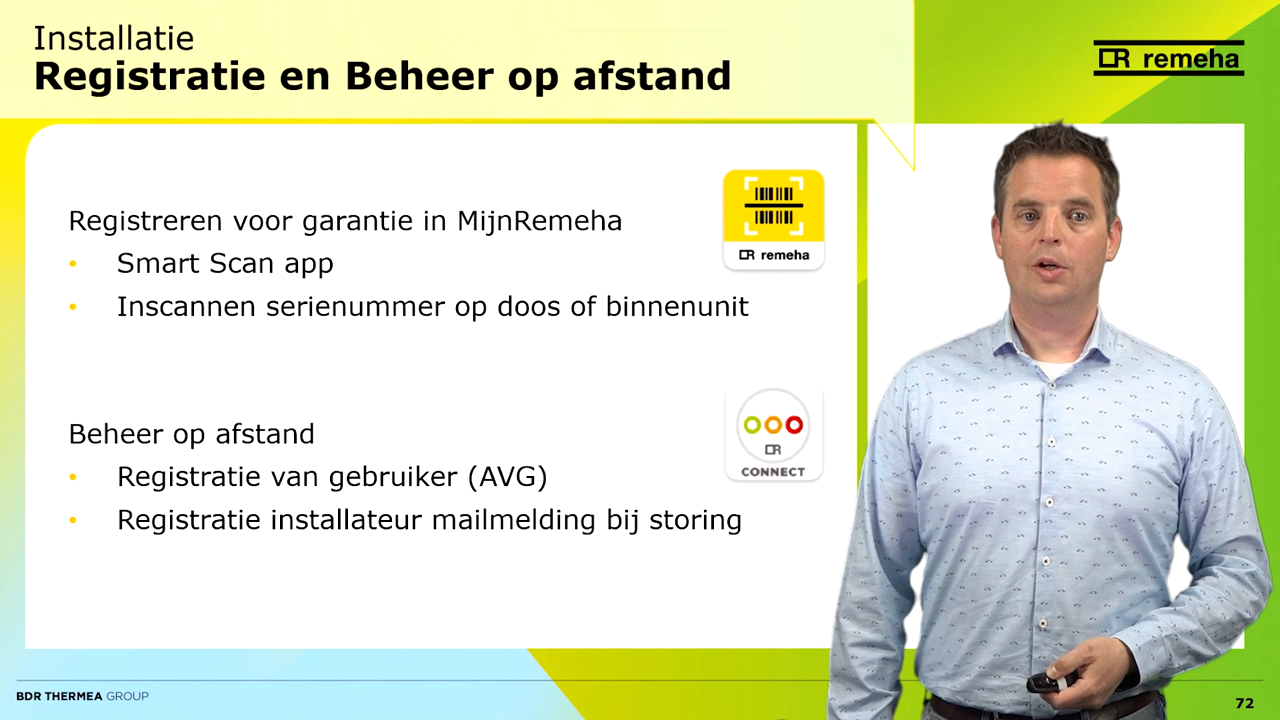 Installatie
Registratie en Beheer op afstand
remeha
Registreren voor garantie in MijnRemeha
• Smart Scan app
• Inscannen serienummer op doos of binnenunit
remeha
Beheer op afstand
• Registratie van gebruiker (AVG)
• Registratie installateur mailmelding bij storing
CONNECT
BDR THERMEA GROUP
72